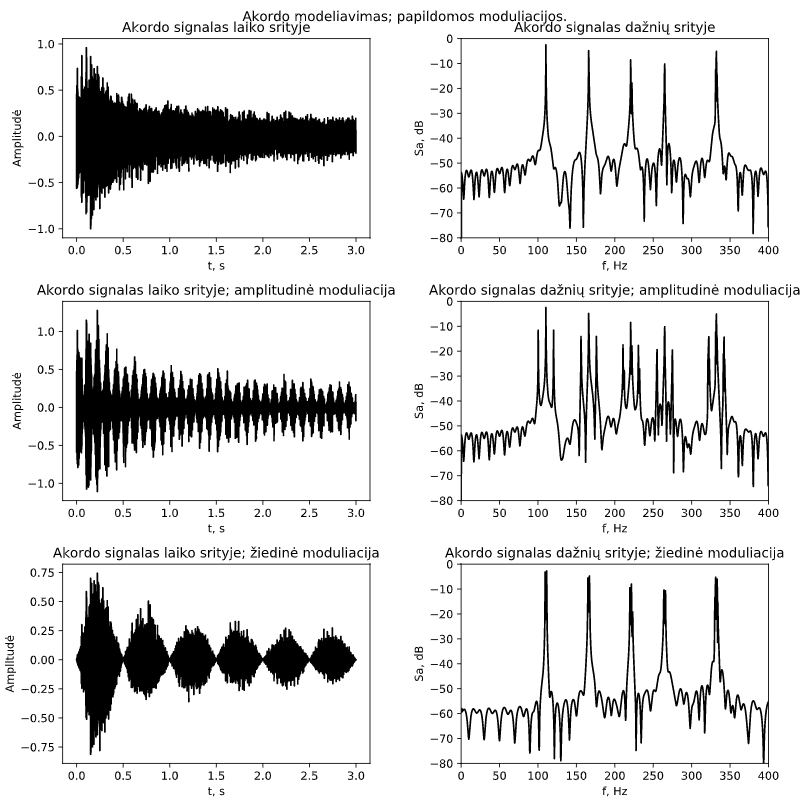 Akordo modeliavimas; papildomos moduliacijos.
Akordo signalas laiko srityje
Amplitudė
1.0
0.5
0.0
−0.5
−1.0
0.0 0.5 1.0 1.5 2.0 2.5 3.0
t, s
Akordo signalas dažnių srityje
Sa, dB
0
−10
−20
−30
−40
−50
−60
−70
−80
0 50 100 150 200 250 300 350 400
f, Hz
Akordo signalas laiko srityje; amplitudinė moduliacija
Amplitudė
1.0
0.5
0.0
−0.5
−1.0
0.0 0.5 1.0 1.5 2.0 2.5 3.0
t, s
Akordo signalas dažnių srityje; amplitudinė moduliacija
Sa, dB
0
−10
−20
−30
−40
−50
−60
−70
−80
0 50 100 150 200 250 300 350 400
f, Hz
Akordo signalas laiko srityje; žiedinė moduliacija
Amplitudė
0.75
0.50
0.25
0.00
−0.25
−0.50
−0.75
0.0 0.5 1.0 1.5 2.0 2.5 3.0
t, s
Akordo signalas dažnių srityje; žiedinė moduliacija
Sa, dB
0
−10
−20
−30
−40
−50
−60
−70
−80
0 50 100 150 200 250 300 350 400
f, Hz